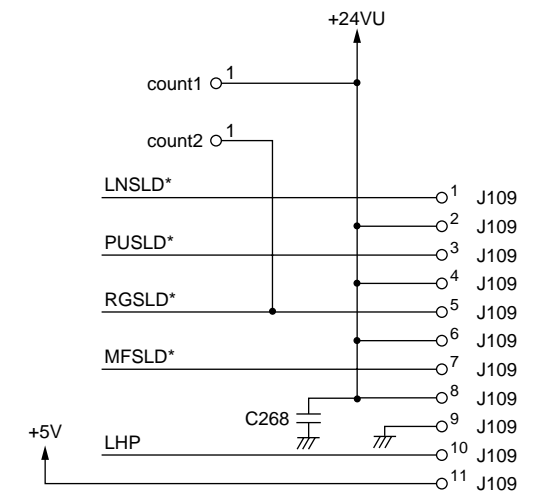 +24VU
count1 1
count2 1
LNSLD* 1 J109
2 J109
PUSLD* 3 J109
4 J109
RGSLD* 5 J109
6 J109
MFSLD* 7 J109
8 J109
C268 9 J109
+5V
LHP 10 J109
11 J109